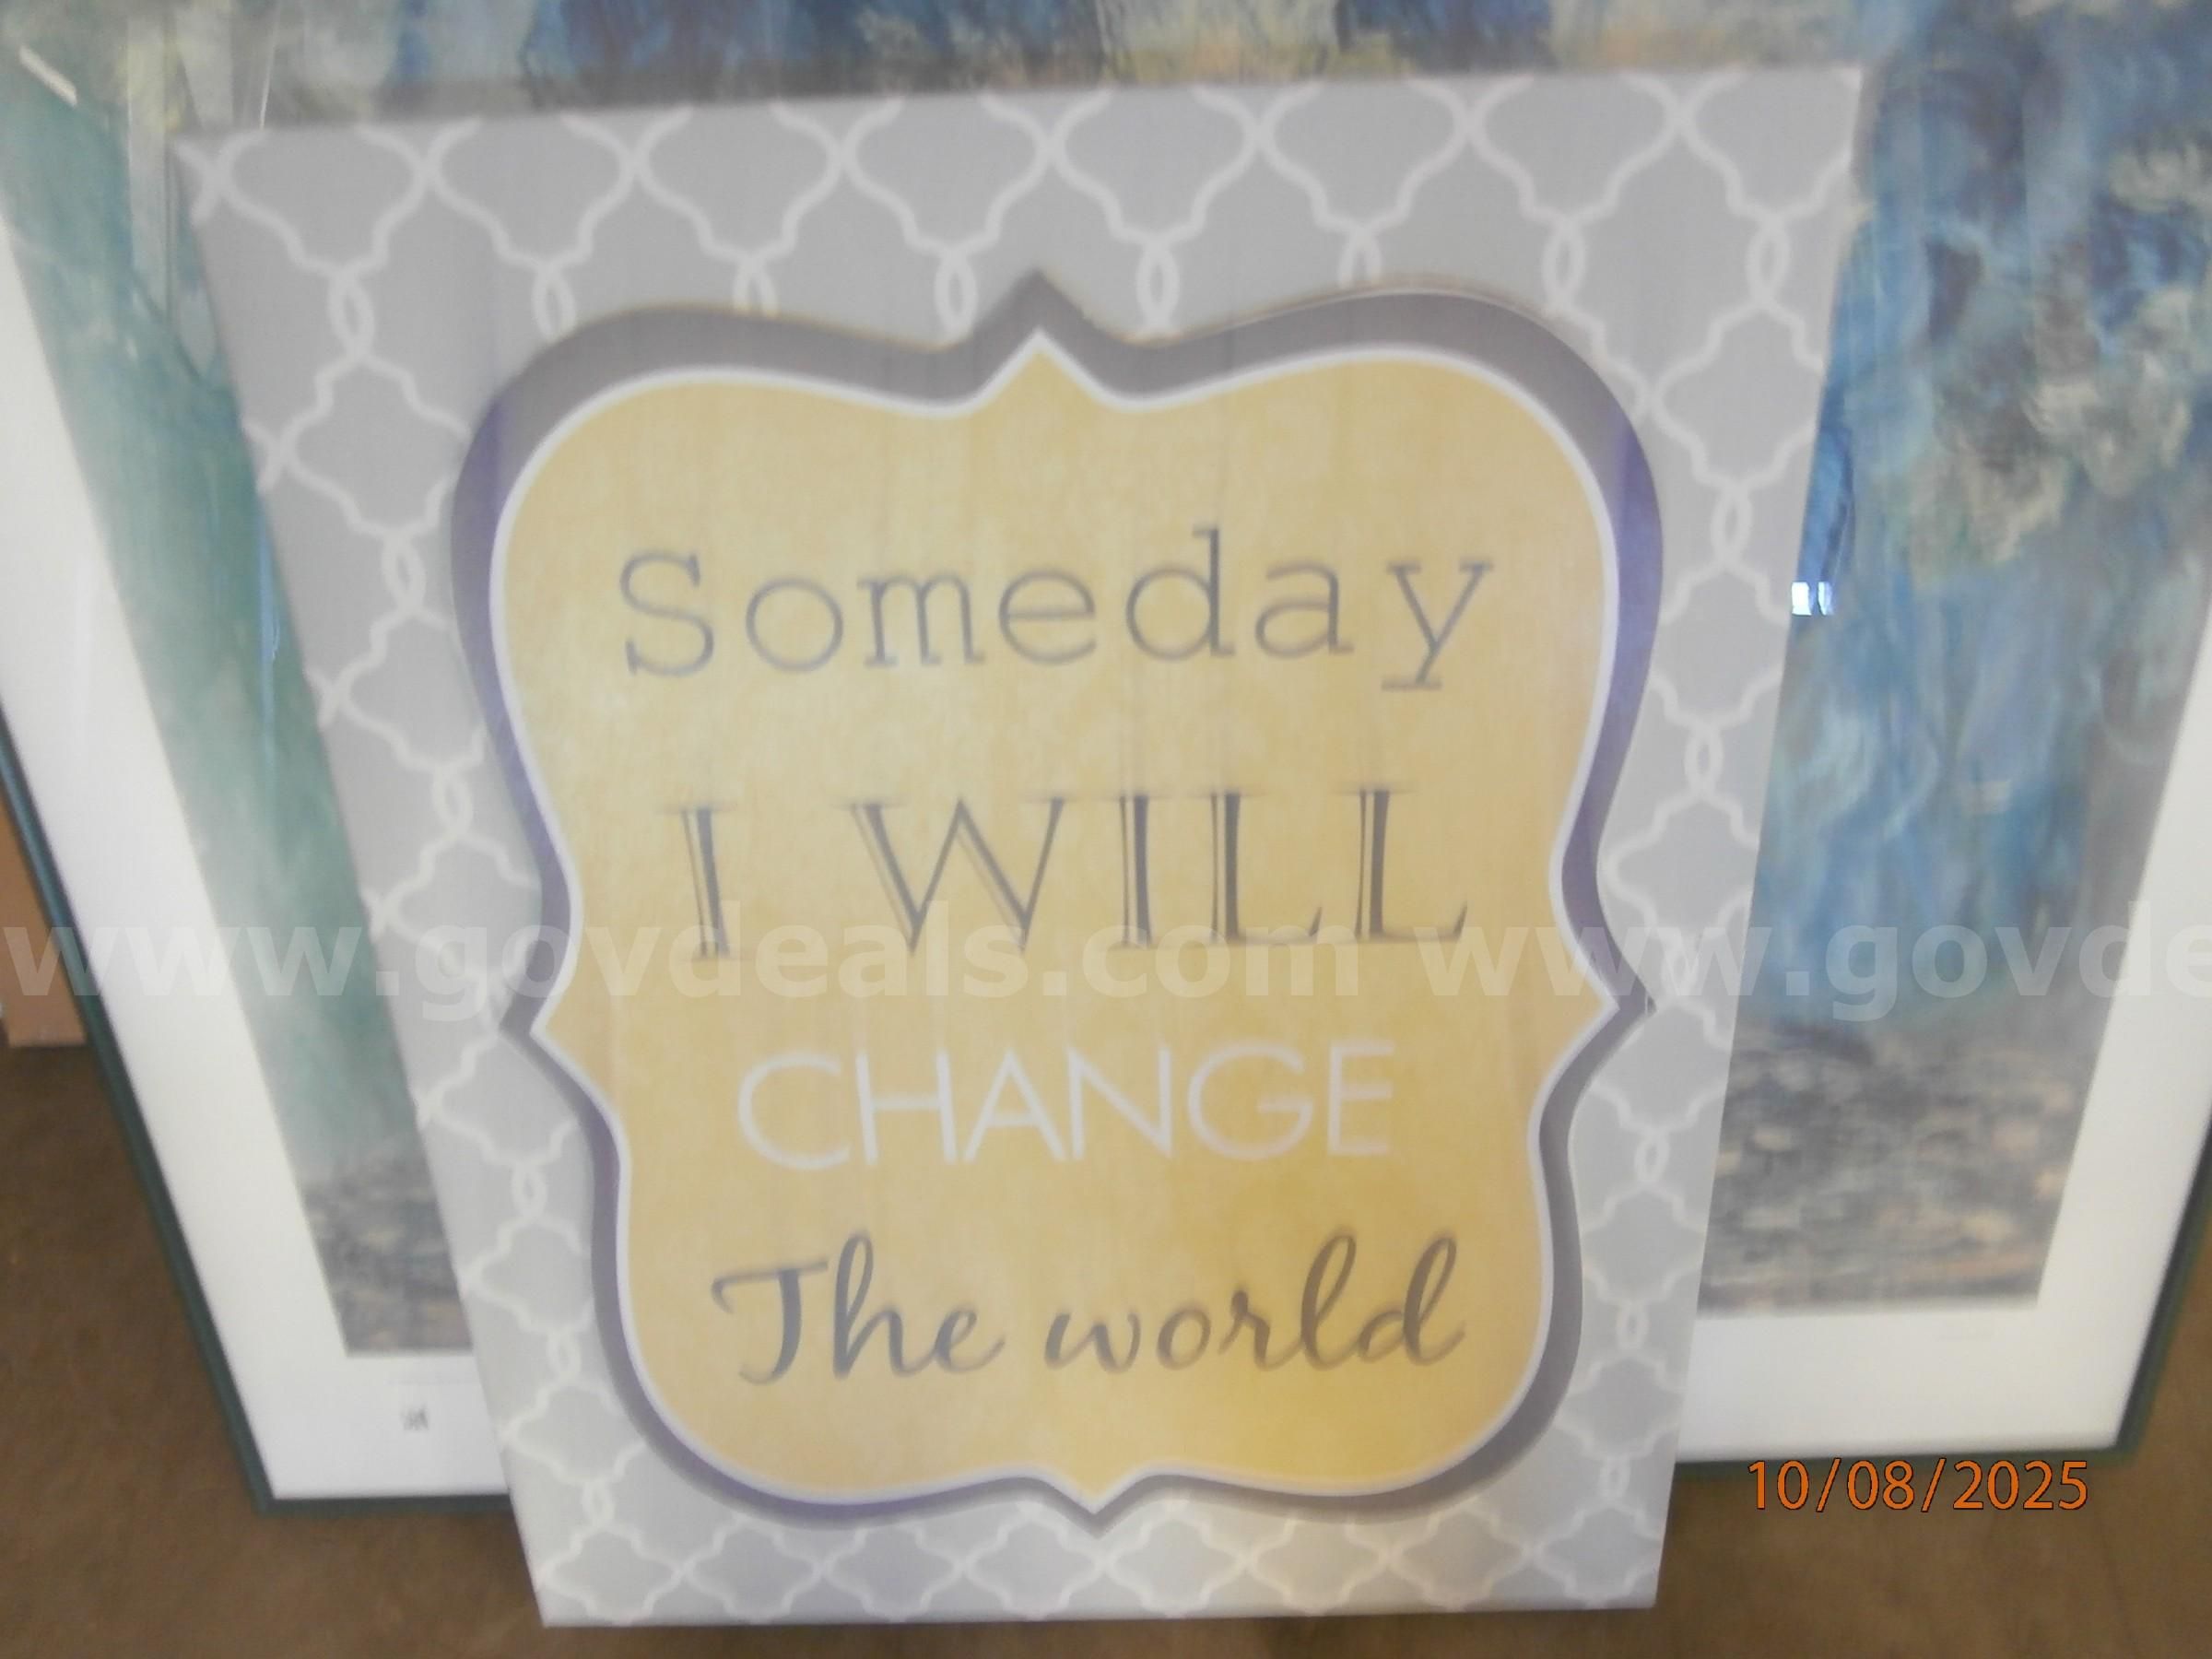 Someday
I WILL
www.govdeals.com www.govde
CHANGE
The world
10/08/2025